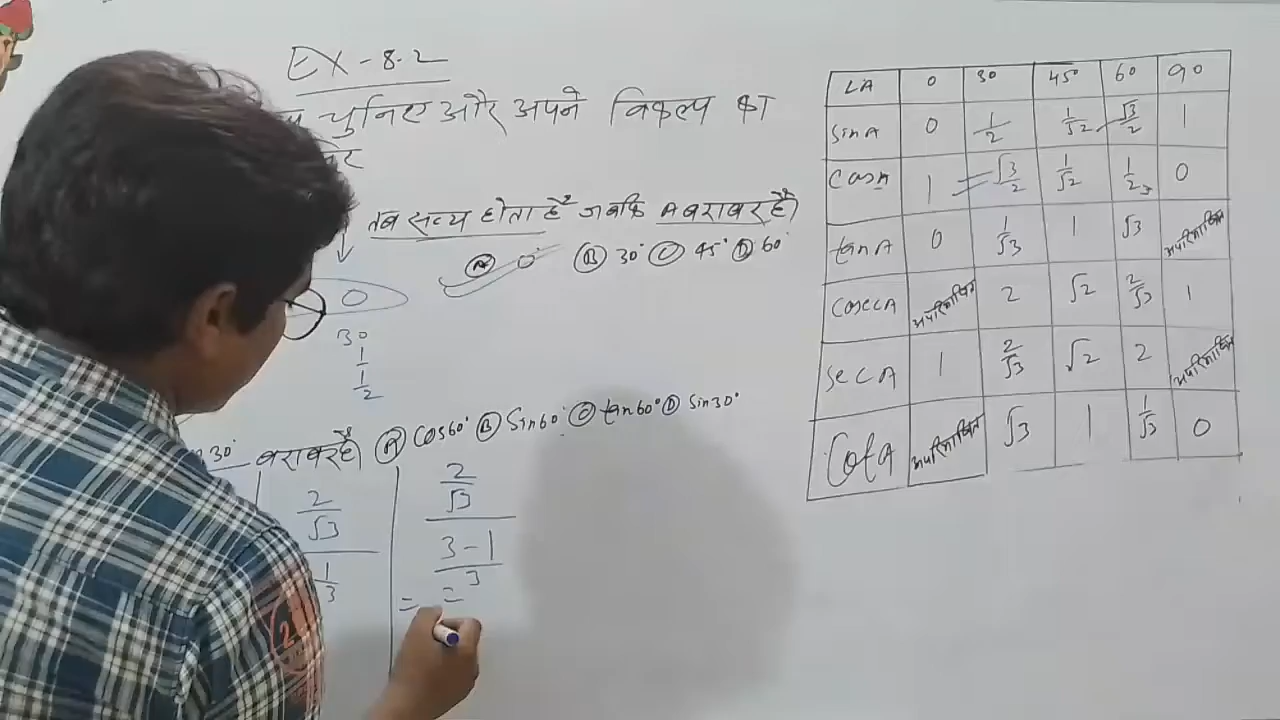 EX-8.2
चुनिए और अपने विकल्प का
तब सत्य होता है जबकि A बराबर है)
(A) 0° (B) 30° (C) 45° (D) 60°
0
30
1
1/2
30° बराबर है) (A) cos60° (B) Sin60° (C) tan60° (D) Sin30°
2/√3
1/3
2/√3
3-1/3
= 2
∠A 0 30 45° 60 90
SinA 0 1/2 1/√2 √3/2 1
CosA 1 √3/2 1/√2 1/2 0
tanA 0 1/√3 1 √3 अपरिभाषित
CosecA अपरिभाषित 2 √2 2/√3 1
SecA 1 2/√3 √2 2 अपरिभाषित
CotA अपरिभाषित √3 1 1/√3 0